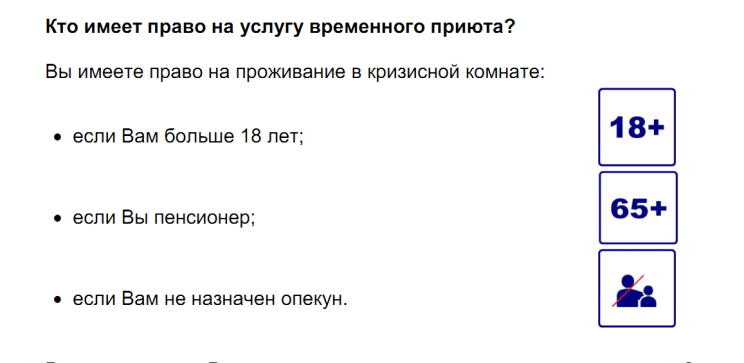 Кто имеет право на услугу временного приюта?
Вы имеете право на проживание в кризисной комнате:
• если Вам больше 18 лет;
18+
• если Вы пенсионер;
65+
• если Вам не назначен опекун.